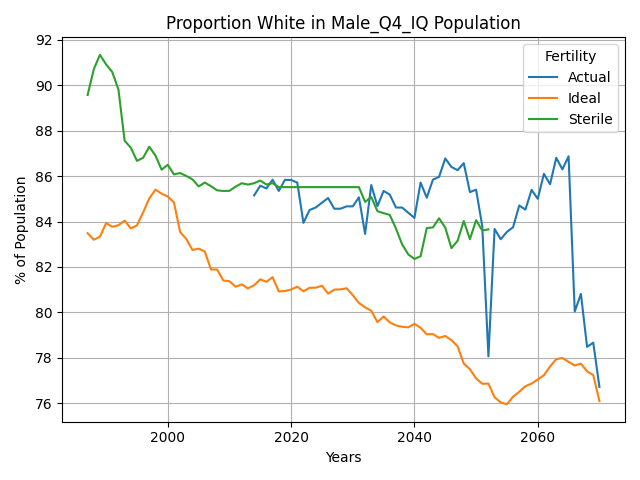 Proportion White in Male_Q4_IQ Population
92
90
88
86
84
82
80
78
76
% of Population
Fertility
Actual
Ideal
Sterile
2000
2020
2040
2060
Years